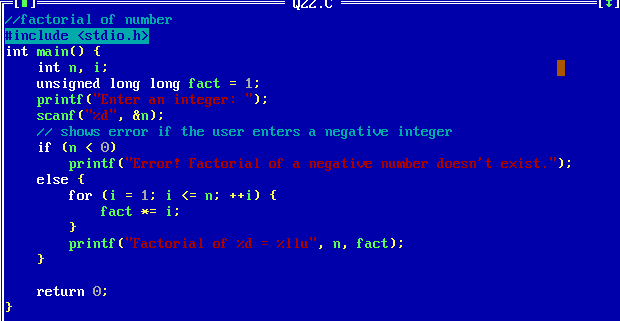 Q22.C
//factorial of number
#include <stdio.h>
int main() {
    int n, i;
    unsigned long long fact = 1;
    printf("Enter an integer: ");
    scanf("%d", &n);
    // shows error if the user enters a negative integer
    if (n < 0)
        printf("Error! Factorial of a negative number doesn't exist.");
    else {
        for (i = 1; i <= n; ++i) {
            fact *= i;
        }
        printf("Factorial of %d = %llu", n, fact);
    }
    return 0;
}